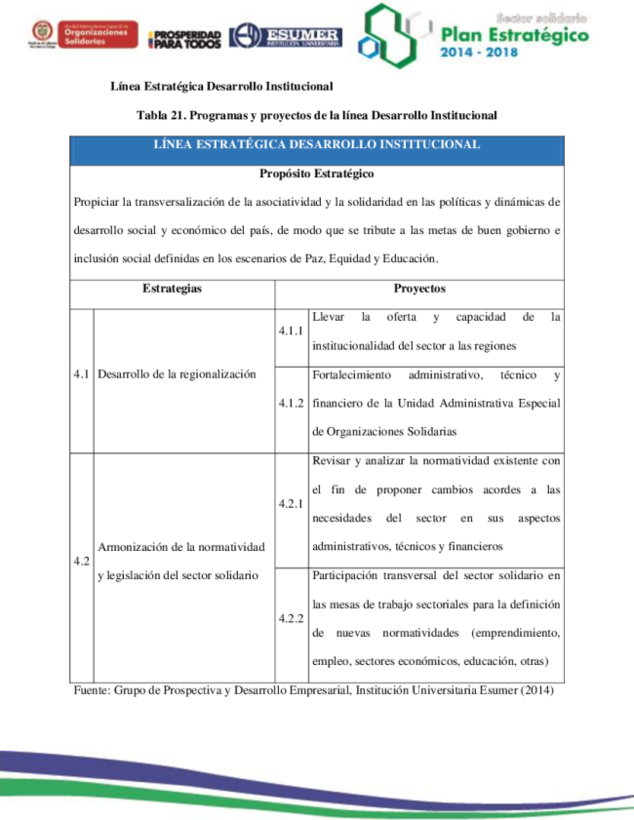 Unidad Administrativa Especial de
Organizaciones
Solidarias
PROSPERIDAD
PARA TODOS
ESUMER
INSTITUCIÓN UNIVERSITARIA
Sector solidario
Plan Estratégico
2014 - 2018
Línea Estratégica Desarrollo Institucional
Tabla 21. Programas y proyectos de la línea Desarrollo Institucional
LÍNEA ESTRATÉGICA DESARROLLO INSTITUCIONAL
Propósito Estratégico
Propiciar la transversalización de la asociatividad y la solidaridad en las políticas y dinámicas de
desarrollo social y económico del país, de modo que se tribute a las metas de buen gobierno e
inclusión social definidas en los escenarios de Paz, Equidad y Educación.
Estrategias
Proyectos
4.1 Desarrollo de la regionalización
4.1.1
Llevar la oferta y capacidad de la
institucionalidad del sector a las regiones
4.1.2
Fortalecimiento administrativo, técnico y
financiero de la Unidad Administrativa Especial
de Organizaciones Solidarias
4.2
Armonización de la normatividad
y legislación del sector solidario
4.2.1
Revisar y analizar la normatividad existente con
el fin de proponer cambios acordes a las
necesidades del sector en sus aspectos
administrativos, técnicos y financieros
4.2.2
Participación transversal del sector solidario en
las mesas de trabajo sectoriales para la definición
de nuevas normatividades (emprendimiento,
empleo, sectores económicos, educación, otras)
Fuente: Grupo de Prospectiva y Desarrollo Empresarial, Institución Universitaria Esumer (2014)